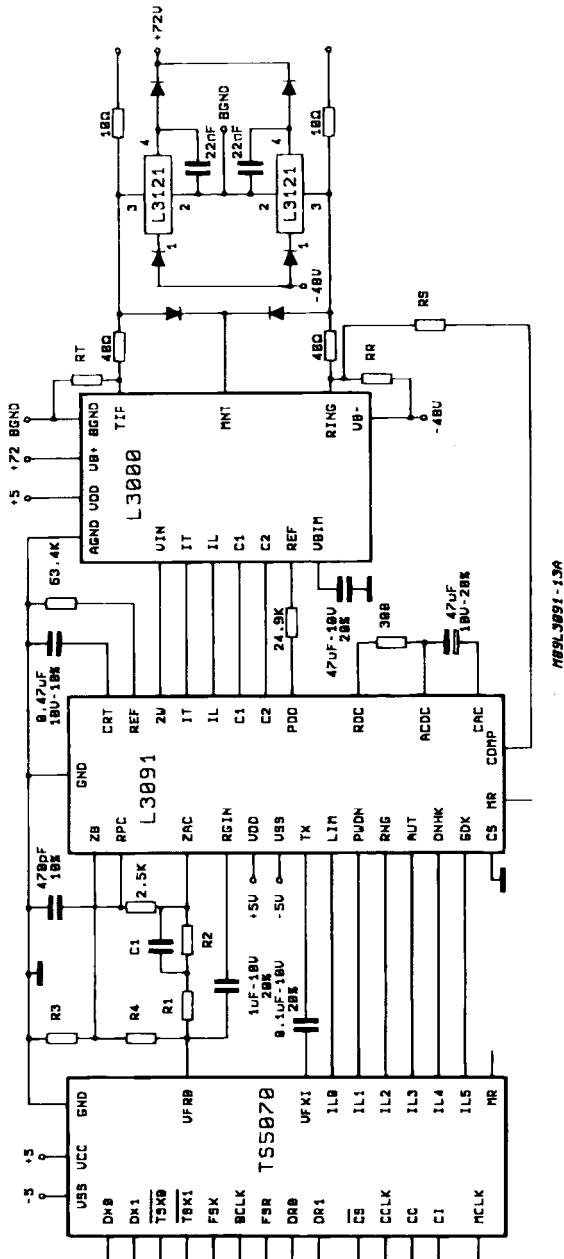 -5
+5
VSS
VCC
GND
DX0
DX1
TSX0
TSX1
FSX
BCLK
FSR
DR0
DR1
CS
CCLK
CC
CI
MCLK
TS5070
VFR0
VFXI
IL0
IL1
IL2
IL3
IL4
IL5
MR
R3
R4
R1
C1
R2
470pF
10%
2.5K
1uF-10V
20%
0.1uF-10V
20%
+5V
-5V
GND
ZB
RPC
ZAC
RGIN
VDD
VSS
TX
LIM
PWDN
RNG
AUT
ONHK
GDK
CS
MR
COMP
L3091
CRT
REF
2W
IT
IL
C1
C2
PDO
RDC
ACDC
CAC
0.47uF
10V-10%
63.4K
24.9K
47uF-10V
20%
300
47uF
10V-20%
+5
+72
BGND
AGND
VDD
VB+
BGND
L3000
VIN
IT
IL
C1
C2
REF
VBIM
TIF
MNT
RING
VB-
-48V
RT
40Ω
40Ω
RR
RS
10Ω
10Ω
3
4
L3121
1
2
22nF
BGND
22nF
2
4
L3121
1
3
-48V
+72V
M89L3091-13A